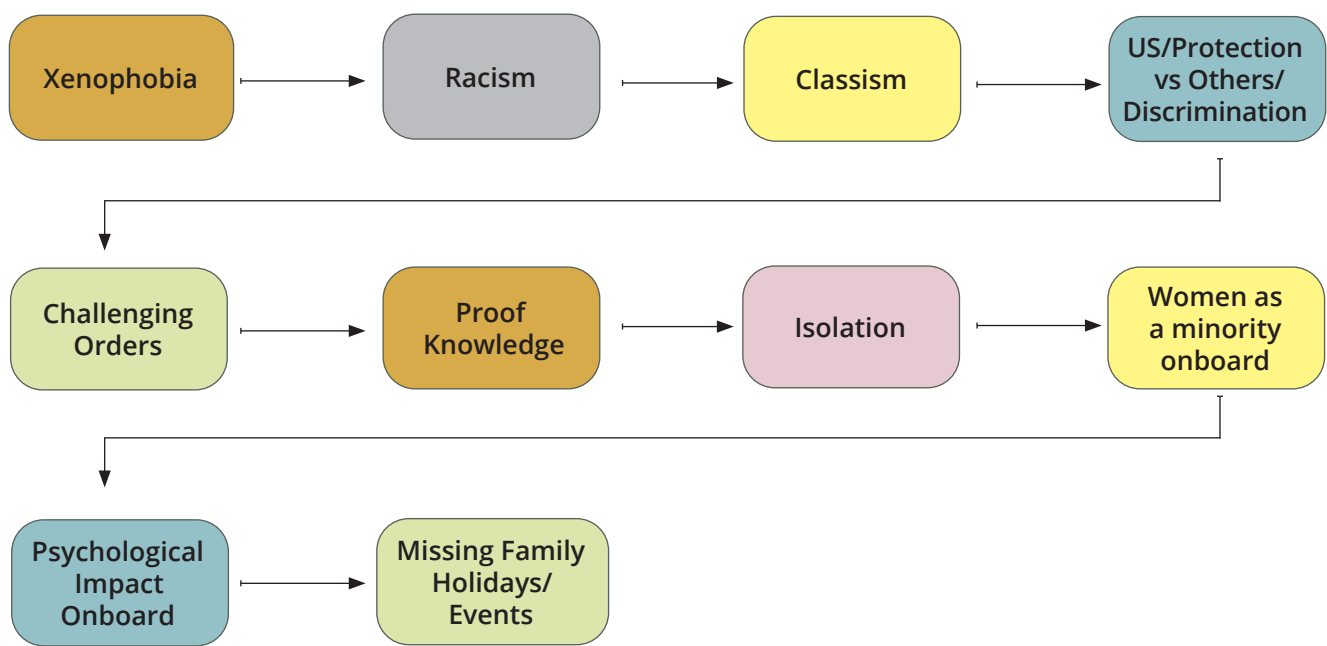 Xenophobia
Racism
Classism
US/Protection
vs Others/
Discrimination
Challenging
Orders
Proof
Knowledge
Isolation
Women as
a minority
onboard
Psychological
Impact
Onboard
Missing Family
Holidays/
Events